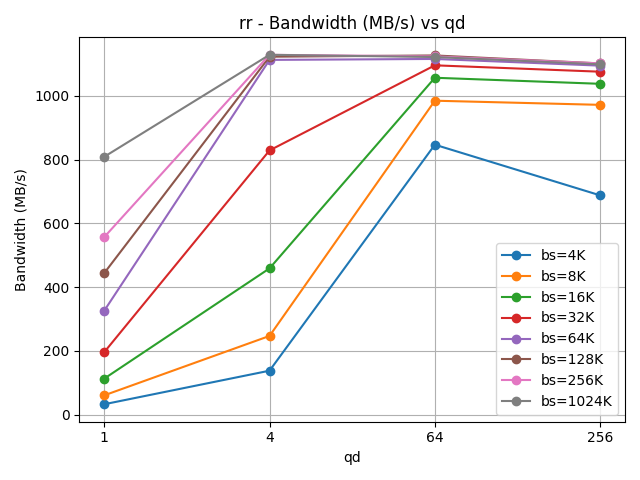 rr - Bandwidth (MB/s) vs qd
Bandwidth (MB/s)
1000
800
600
400
200
0
bs=4K
bs=8K
bs=16K
bs=32K
bs=64K
bs=128K
bs=256K
bs=1024K
1 4 64 256
qd